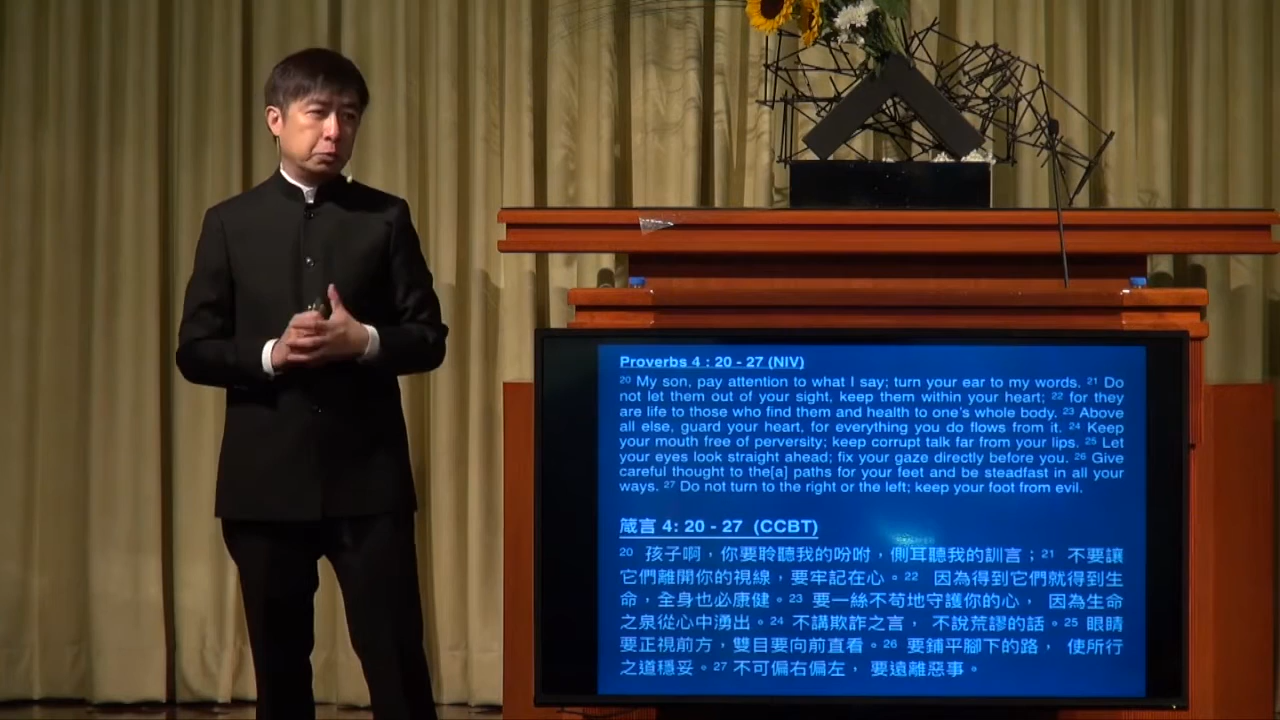 Proverbs 4 : 20 - 27 (NIV)
20 My son, pay attention to what I say; turn your ear to my words. 21 Do
not let them out of your sight, keep them within your heart; 22 for they
are life to those who find them and health to one's whole body. 23 Above
all else, guard your heart, for everything you do flows from it. 24 Keep
your mouth free of perversity; keep corrupt talk far from your lips. 25 Let
your eyes look straight ahead; fix your gaze directly before you. 26 Give
careful thought to the[a] paths for your feet and be steadfast in all your
ways. 27 Do not turn to the right or the left; keep your foot from evil.
箴言 4: 20 - 27 (CCBT)
20 孩子啊，你要聆聽我的吩咐，側耳聽我的訓言；21 不要讓
它們離開你的視線，要牢記在心。22 因為得到它們就得到生
命，全身也必康健。23 要一絲不苟地守護你的心， 因為生命
之泉從心中湧出。24 不講欺詐之言， 不說荒謬的話。25 眼睛
要正視前方，雙目要向前直看。26 要鋪平腳下的路， 使所行
之道穩妥。27 不可偏右偏左， 要遠離惡事。